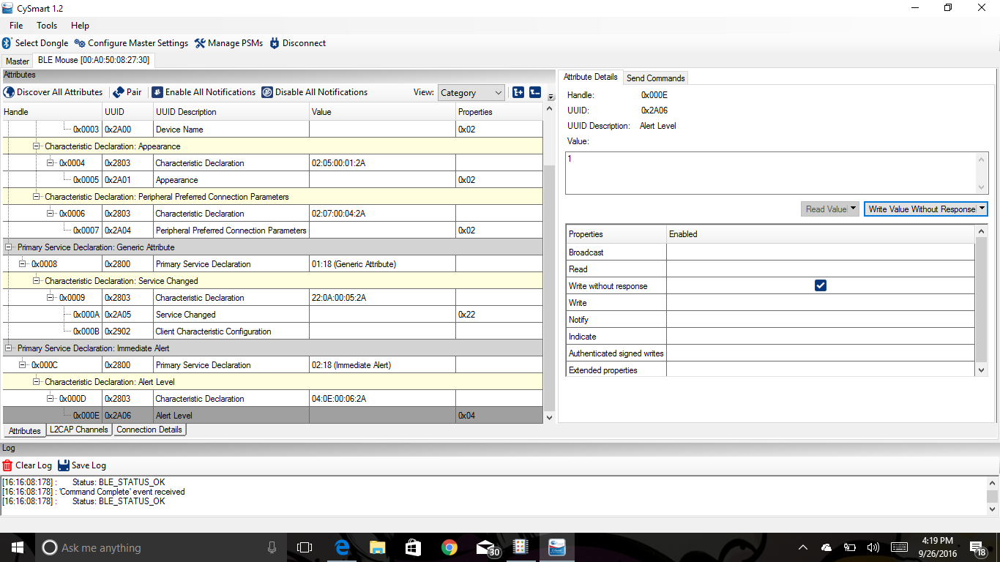 CySmart 1.2
File Tools Help
Select Dongle Configure Master Settings Manage PSMs Disconnect
Master BLE Mouse [00:A0:50:08:27:30]
Attributes
Discover All Attributes Pair Enable All Notifications Disable All Notifications View: Category
Handle UUID UUID Description Value Properties
0x0003 0x2A00 Device Name 0x02
Characteristic Declaration: Appearance
0x0004 0x2803 Characteristic Declaration 02:05:00:01:2A
0x0005 0x2A01 Appearance 0x02
Characteristic Declaration: Peripheral Preferred Connection Parameters
0x0006 0x2803 Characteristic Declaration 02:07:00:04:2A
0x0007 0x2A04 Peripheral Preferred Connection Parameters 0x02
Primary Service Declaration: Generic Attribute
0x0008 0x2800 Primary Service Declaration 01:18 (Generic Attribute)
Characteristic Declaration: Service Changed
0x0009 0x2803 Characteristic Declaration 22:0A:00:05:2A
0x000A 0x2A05 Service Changed 0x22
0x000B 0x2902 Client Characteristic Configuration
Primary Service Declaration: Immediate Alert
0x000C 0x2800 Primary Service Declaration 02:18 (Immediate Alert)
Characteristic Declaration: Alert Level
0x000D 0x2803 Characteristic Declaration 04:0E:00:06:2A
0x000E 0x2A06 Alert Level 0x04
Attributes L2CAP Channels Connection Details
Attribute Details Send Commands
Handle: 0x000E
UUID: 0x2A06
UUID Description: Alert Level
Value:
1
Read Value Write Value Without Response
Properties Enabled
Broadcast
Read
Write without response
Write
Notify
Indicate
Authenticated signed writes
Extended properties
Log
Clear Log Save Log
[16:16:08:178] : Status: BLE_STATUS_OK
[16:16:08:178] : 'Command Complete' event received
[16:16:08:178] : Status: BLE_STATUS_OK
Ask me anything 30 4:19 PM
9/26/2016 18